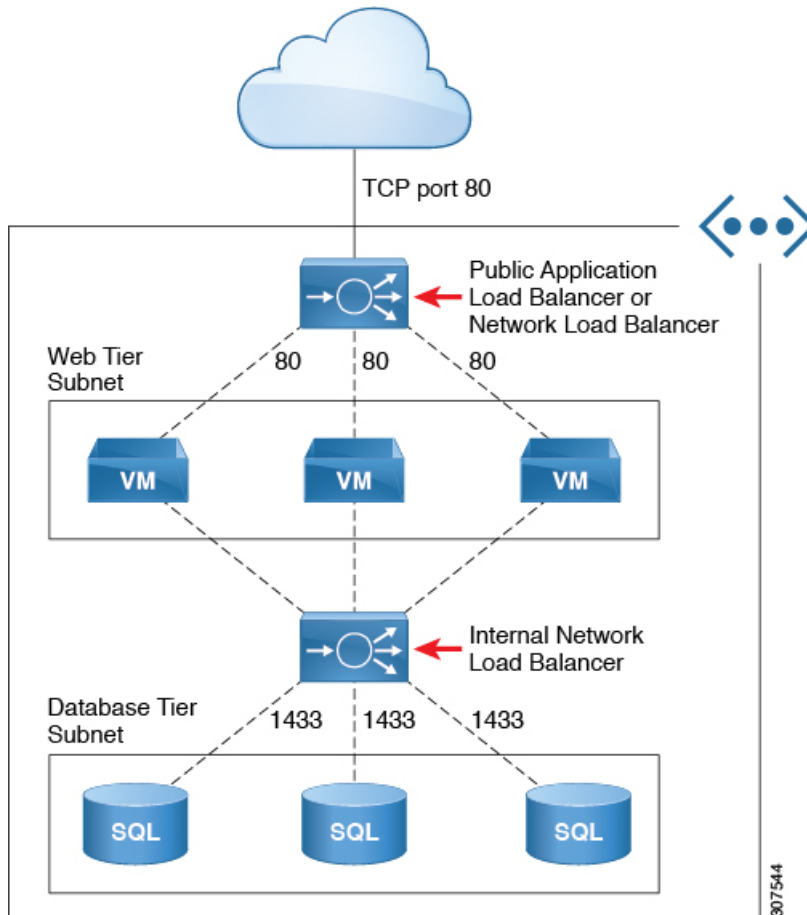 TCP port 80
Public Application
Load Balancer or
Network Load Balancer
Web Tier
Subnet
80
80
80
VM
VM
VM
Internal Network
Load Balancer
Database Tier
Subnet
1433
1433
1433
SQL
SQL
SQL
307544